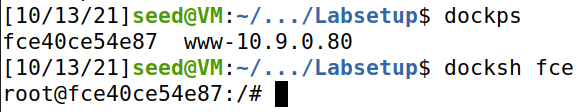 [10/13/21]seed@VM:~/.../Labsetup$ dockps
fce40ce54e87  www-10.9.0.80
[10/13/21]seed@VM:~/.../Labsetup$ docksh fce
root@fce40ce54e87:/#